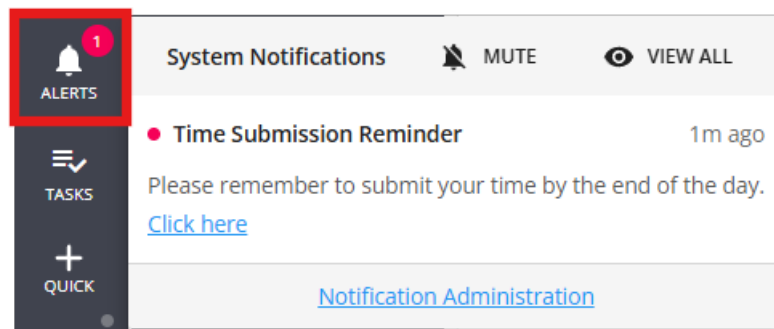 1
ALERTS
TASKS
QUICK
System Notifications MUTE VIEW ALL
Time Submission Reminder 1m ago
Please remember to submit your time by the end of the day.
Click here
Notification Administration